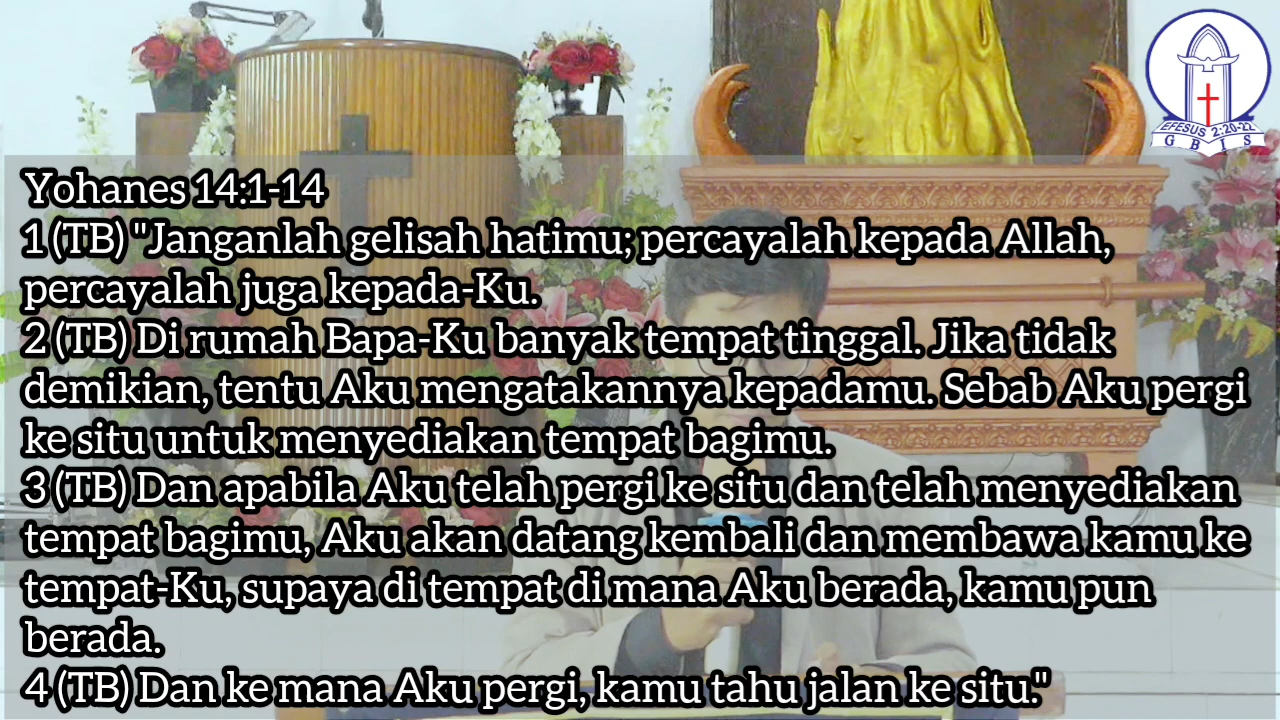 EFESUS 2:20-22
G B I S
Yohanes 14:1-14
1 (TB) "Janganlah gelisah hatimu; percayalah kepada Allah,
percayalah juga kepada-Ku.
2 (TB) Di rumah Bapa-Ku banyak tempat tinggal. Jika tidak
demikian, tentu Aku mengatakannya kepadamu. Sebab Aku pergi
ke situ untuk menyediakan tempat bagimu.
3 (TB) Dan apabila Aku telah pergi ke situ dan telah menyediakan
tempat bagimu, Aku akan datang kembali dan membawa kamu ke
tempat-Ku, supaya di tempat di mana Aku berada, kamu pun
berada.
4 (TB) Dan ke mana Aku pergi, kamu tahu jalan ke situ."